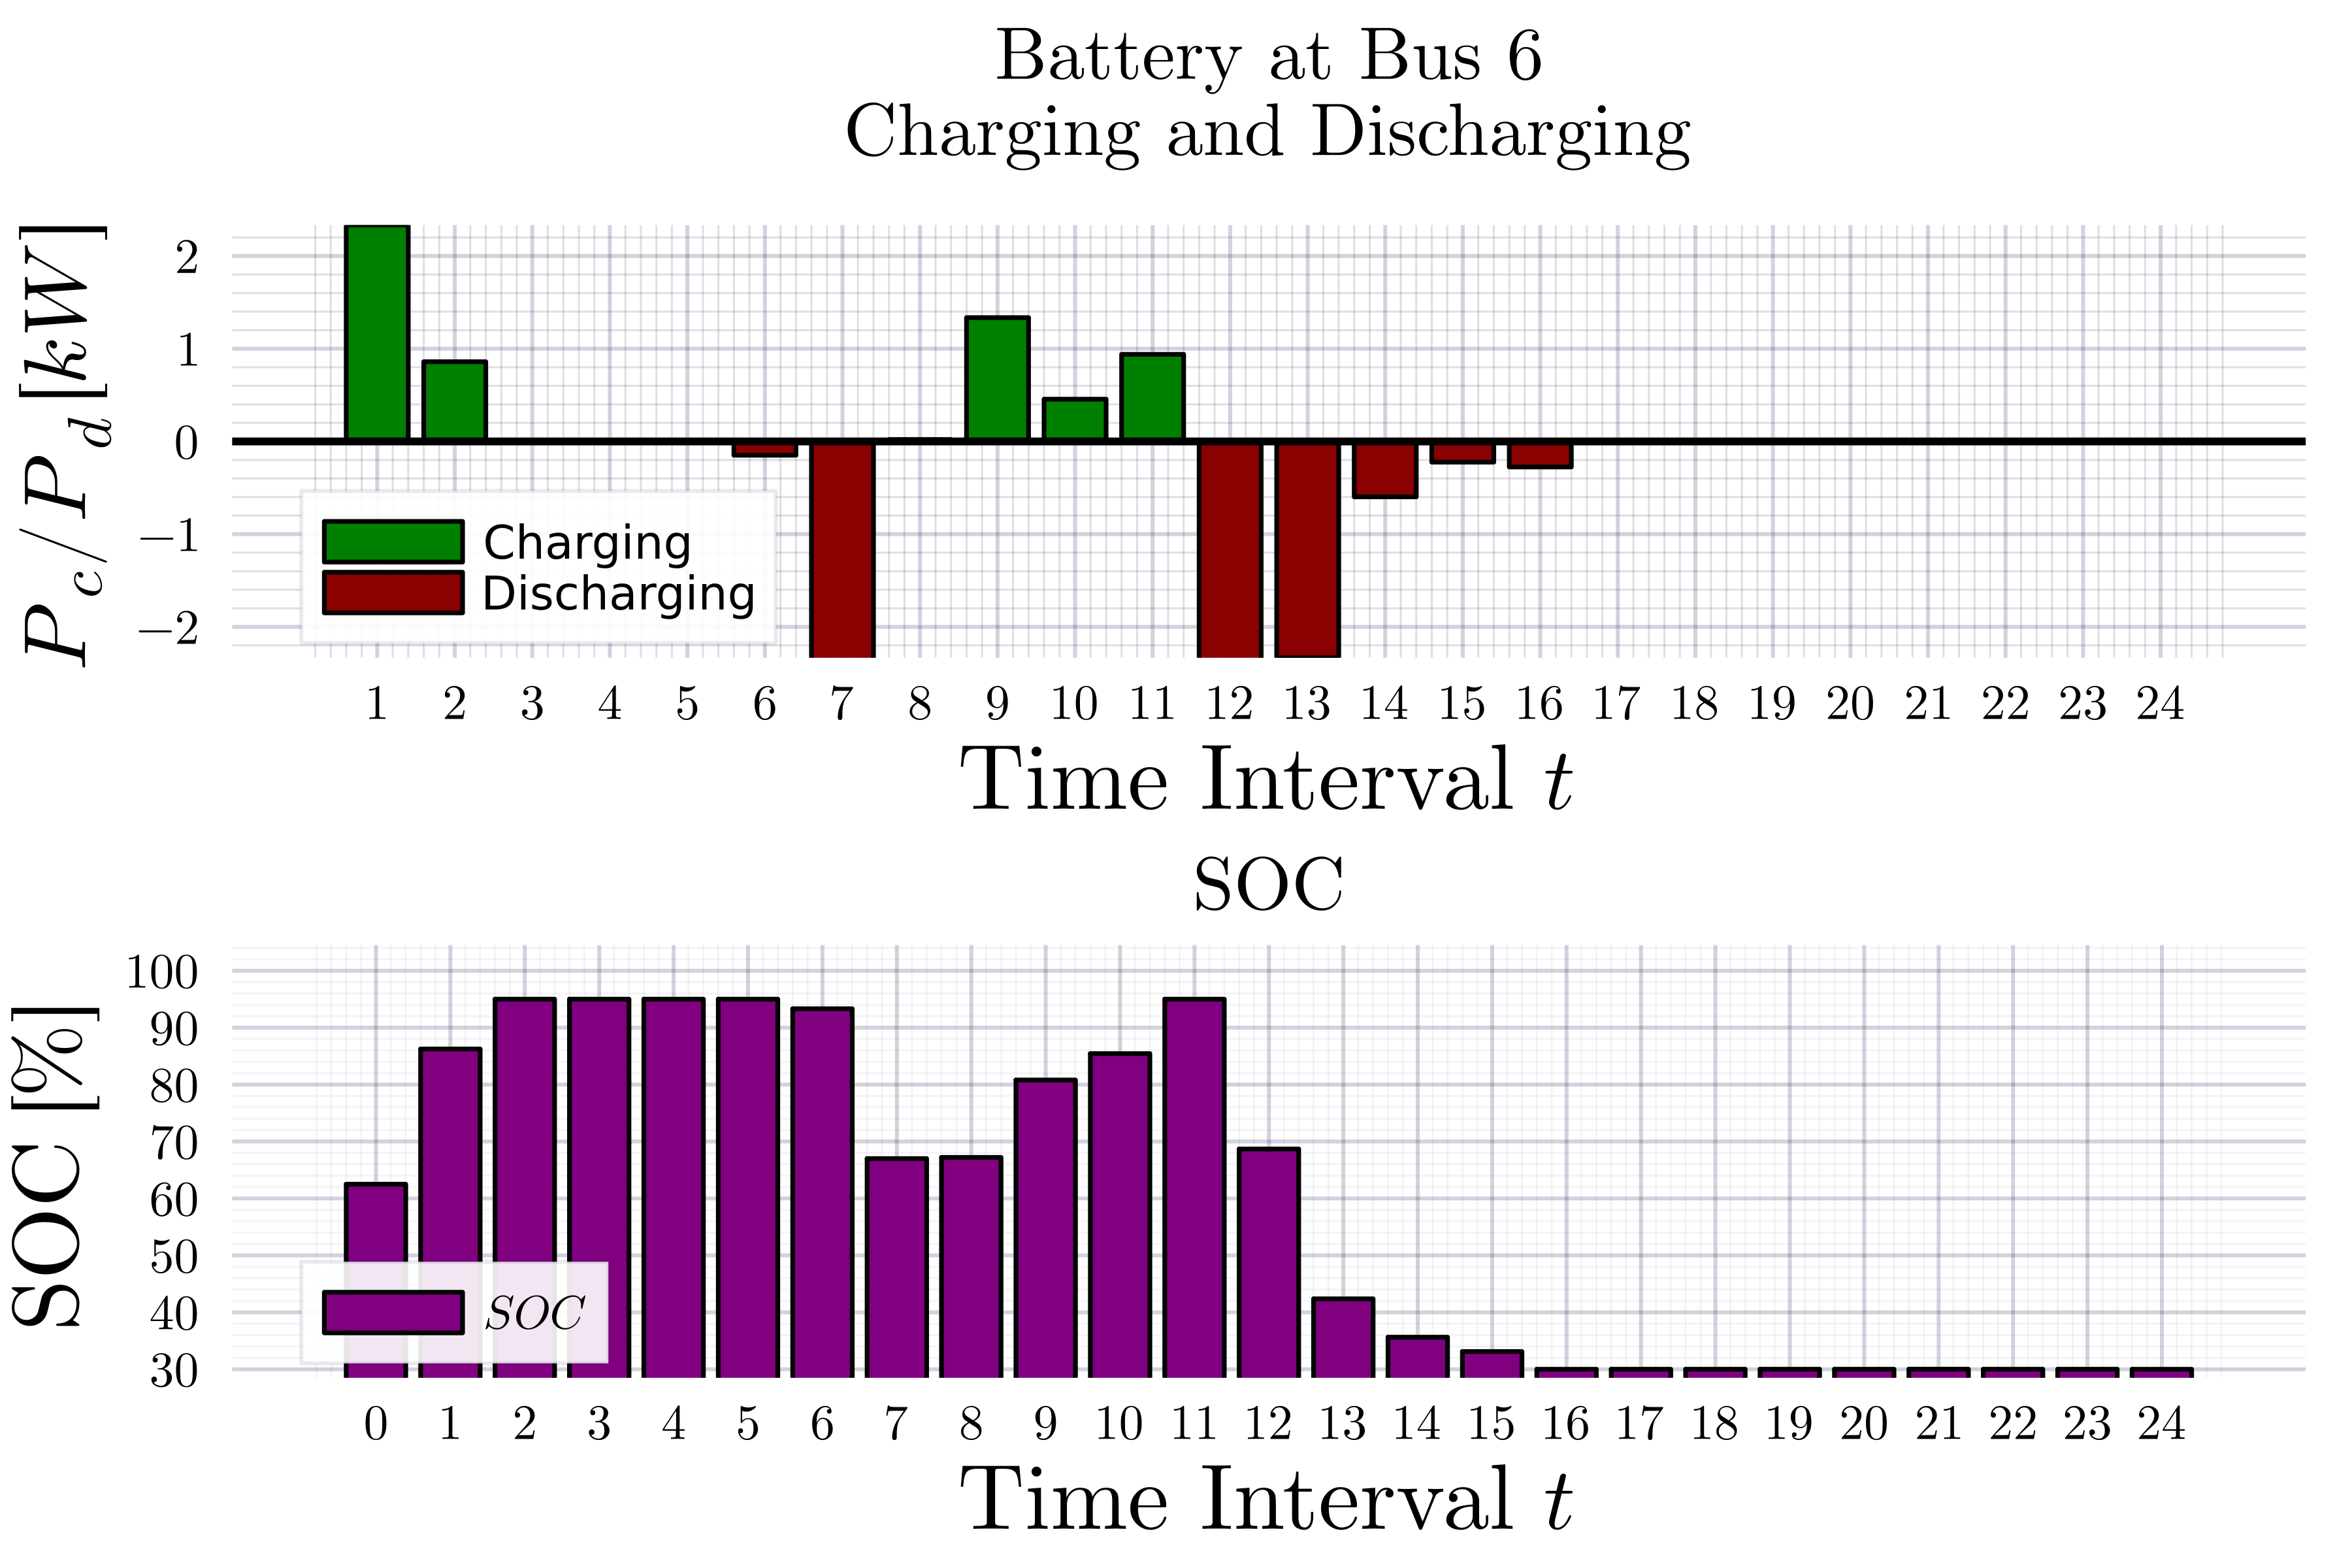 Battery at Bus 6
Charging and Discharging
P_c/P_d [kW]
2
1
0
−1
−2
Charging
Discharging
1 2 3 4 5 6 7 8 9 10 11 12 13 14 15 16 17 18 19 20 21 22 23 24
Time Interval t
SOC
SOC [%]
100
90
80
70
60
50
40
30
SOC
0 1 2 3 4 5 6 7 8 9 10 11 12 13 14 15 16 17 18 19 20 21 22 23 24
Time Interval t